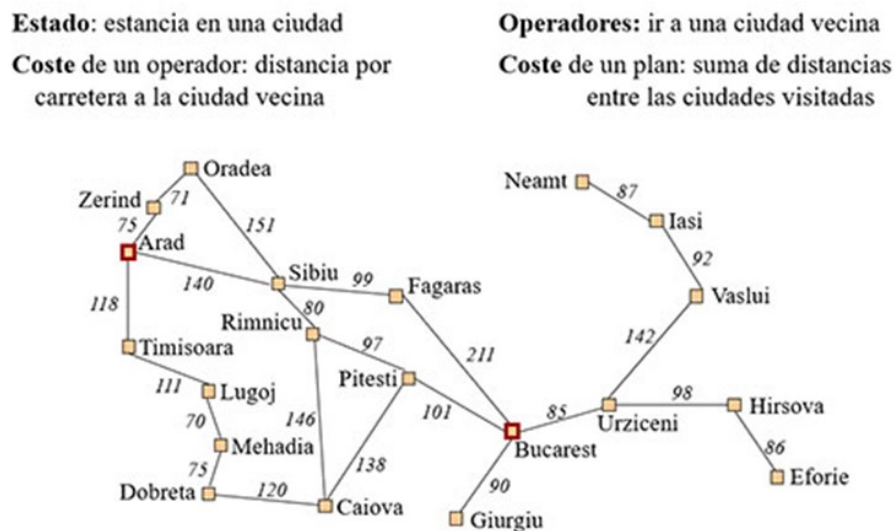 Estado: estancia en una ciudad
Operadores: ir a una ciudad vecina
Coste de un operador: distancia por
carretera a la ciudad vecina
Coste de un plan: suma de distancias
entre las ciudades visitadas
Oradea
Neamt
87
Zerind
71
Iasi
75
151
Arad
92
Sibiu
99
Fagaras
140
Vaslui
118
80
Rimnicu
142
Timisoara
97
211
Pitesti
111
Lugoj
98
Hirsova
70
146
101
85
Urziceni
Mehadia
Bucarest
86
75
138
Eforie
Dobreta
120
90
Caiova
Giurgiu